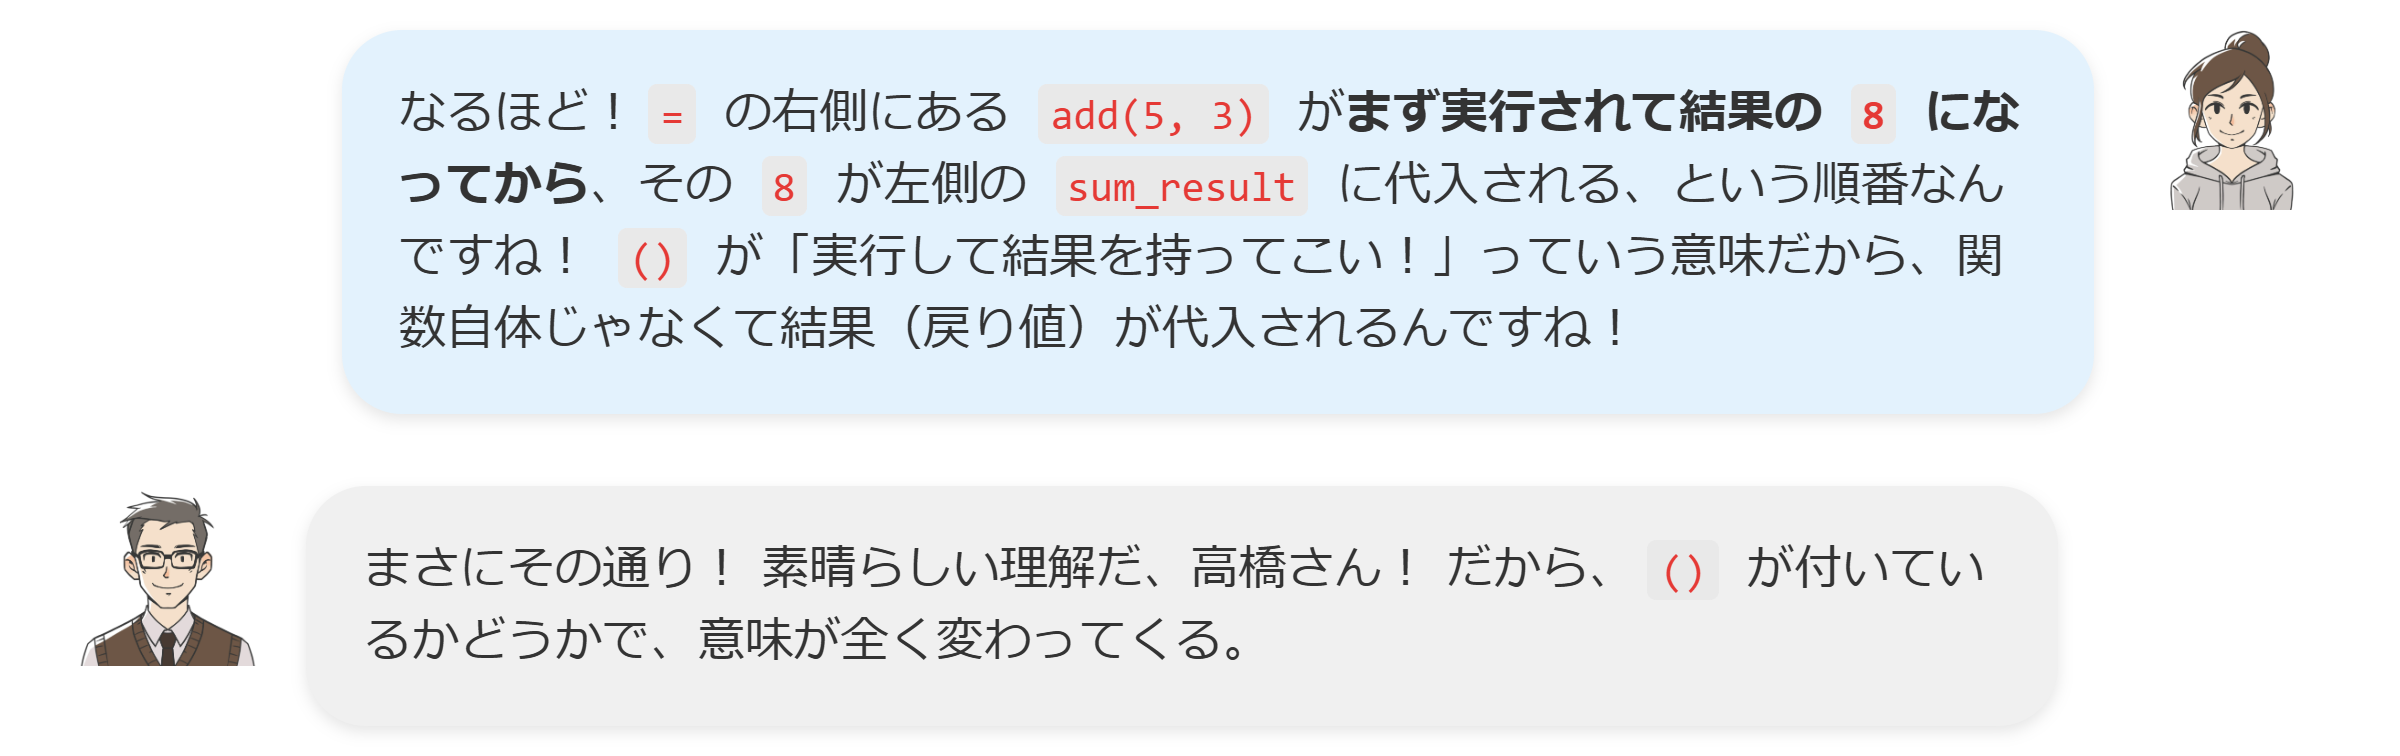 なるほど！ = の右側にある add(5, 3) がまず実行されて結果の 8 にな
ってから、その 8 が左側の sum_result に代入される、という順番なん
ですね！ () が「実行して結果を持ってこい！」っていう意味だから、関
数自体じゃなくて結果（戻り値）が代入されるんですね！
まさにその通り！ 素晴らしい理解だ、高橋さん！ だから、 () が付いてい
るかどうかで、意味が全く変わってくる。